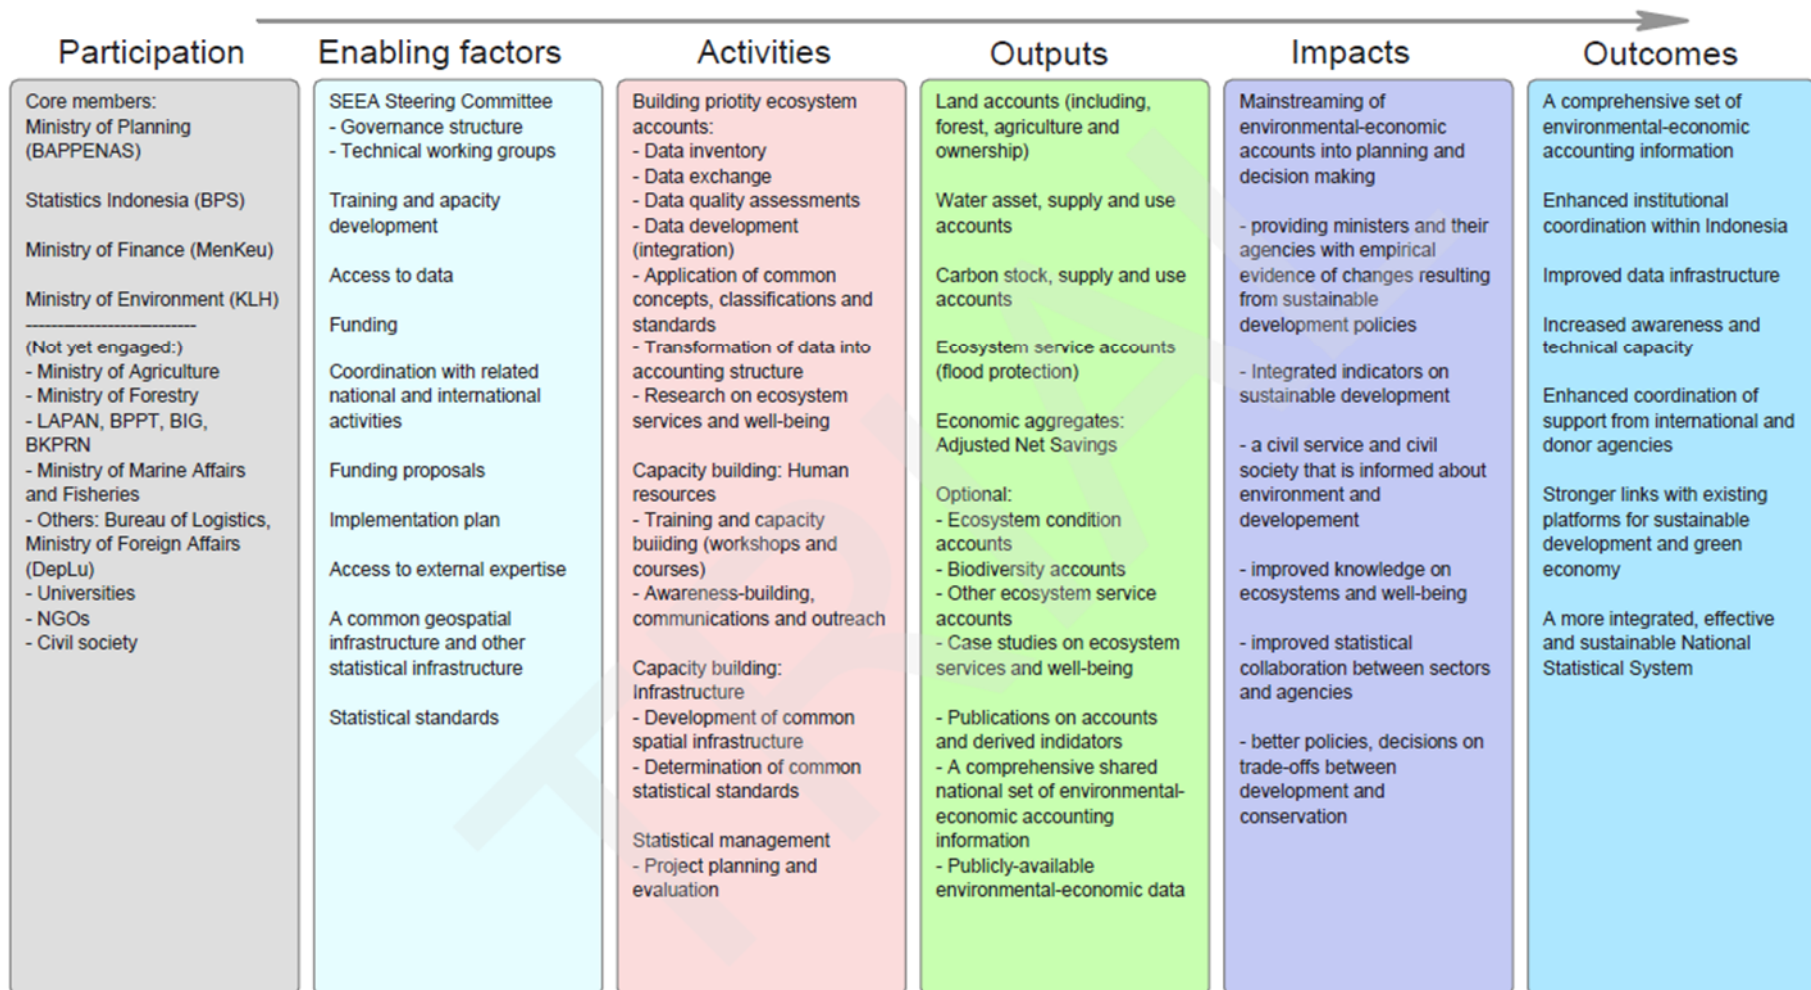 Participation
Core members:
Ministry of Planning
(BAPPENAS)
Statistics Indonesia (BPS)
Ministry of Finance (MenKeu)
Ministry of Environment (KLH)
----------------------------
(Not yet engaged:)
- Ministry of Agriculture
- Ministry of Forestry
- LAPAN, BPPT, BIG,
BKPRN
- Ministry of Marine Affairs
and Fisheries
- Others: Bureau of Logistics,
Ministry of Foreign Affairs
(DepLu)
- Universities
- NGOs
- Civil society
Enabling factors
SEEA Steering Committee
- Governance structure
- Technical working groups
Training and apacity
development
Access to data
Funding
Coordination with related
national and international
activities
Funding proposals
Implementation plan
Access to external expertise
A common geospatial
infrastructure and other
statistical infrastructure
Statistical standards
Activities
Building priotity ecosystem
accounts:
- Data inventory
- Data exchange
- Data quality assessments
- Data development
(integration)
- Application of common
concepts, classifications and
standards
- Transformation of data into
accounting structure
- Research on ecosystem
services and well-being
Capacity building: Human
resources
- Training and capacity
buiiding (workshops and
courses)
- Awareness-building,
communications and outreach
Capacity building:
Infrastructure
- Development of common
spatial infrastructure
- Determination of common
statistical standards
Statistical management
- Project planning and
evaluation
Outputs
Land accounts (including,
forest, agriculture and
ownership)
Water asset, supply and use
accounts
Carbon stock, supply and use
accounts
Ecosystem service accounts
(flood protection)
Economic aggregates:
Adjusted Net Savings
Optional:
- Ecosystem condition
accounts
- Biodiversity accounts
- Other ecosystem service
accounts
- Case studies on ecosystem
services and well-being
- Publications on accounts
and derived indidators
- A comprehensive shared
national set of environmental-
economic accounting
information
- Publicly-available
environmental-economic data
Impacts
Mainstreaming of
environmental-economic
accounts into planning and
decision making
- providing ministers and their
agencies with empirical
evidence of changes resulting
from sustainable
development policies
- Integrated indicators on
sustainable development
- a civil service and civil
society that is informed about
environment and
developement
- improved knowledge on
ecosystems and well-being
- improved statistical
collaboration between sectors
and agencies
- better policies, decisions on
trade-offs between
development and
conservation
Outcomes
A comprehensive set of
environmental-economic
accounting information
Enhanced institutional
coordination within Indonesia
Improved data infrastructure
Increased awareness and
technical capacity
Enhanced coordination of
support from international and
donor agencies
Stronger links with existing
platforms for sustainable
development and green
economy
A more integrated, effective
and sustainable National
Statistical System
TRIAL